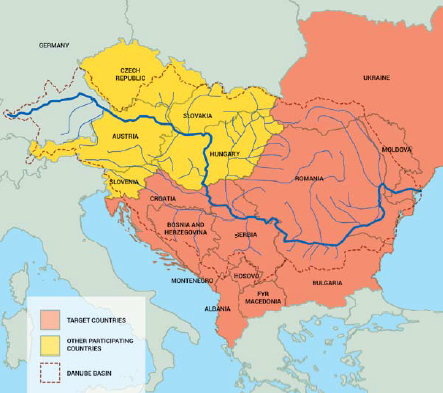 GERMANY
CZECH
REPUBLIC
UKRAINE
SLOVAKIA
AUSTRIA
MOLDOVA
HUNGARY
SLOVENIA
ROMANIA
CROATIA
BOSNIA AND
HERZEGOVINA
SERBIA
KOSOVO
MONTENEGRO
BULGARIA
FYR
MACEDONIA
ALBANIA
TARGET COUNTRIES
OTHER PARTICIPATING
COUNTRIES
DANUBE BASIN